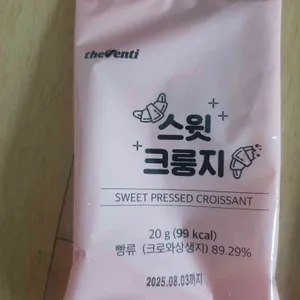 theVenti
스윗
크룽지
SWEET PRESSED CROISSANT
20 g (99 kcal)
빵류 (크로와상생지) 89.29%
2025.08.03까지